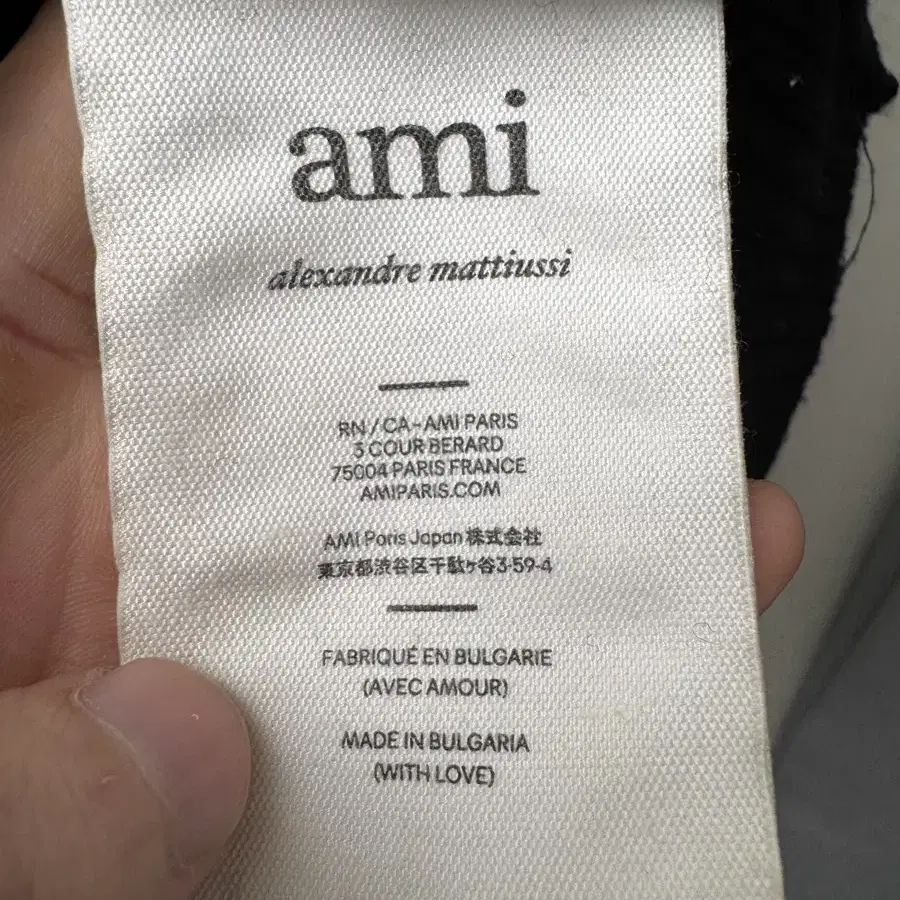 ami
alexandre mattiussi
RN / CA-AMI PARIS
3 COUR BERARD
75004 PARIS FRANCE
AMIPARIS.COM
AMI Paris Japan 株式会社
東京都渋谷区千駄ヶ谷3-59-4
FABRIQUÉ EN BULGARIE
(AVEC AMOUR)
MADE IN BULGARIA
(WITH LOVE)